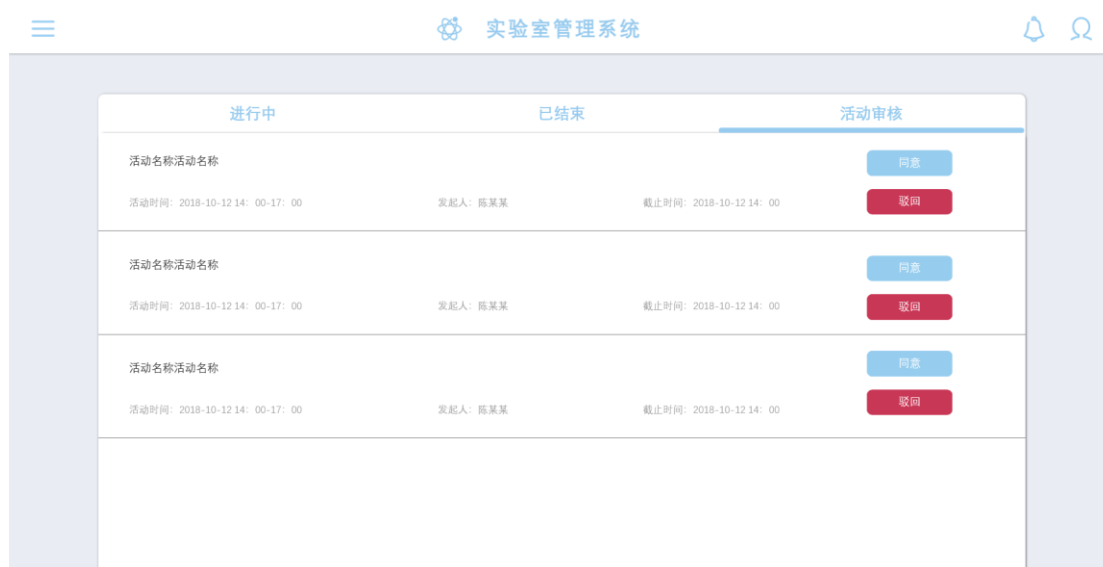 实验室管理系统
进行中 已结束 活动审核
活动名称活动名称
同意
活动时间：2018-10-12 14：00-17：00 发起人：陈某某 截止时间：2018-10-12 14：00
驳回
活动名称活动名称
同意
活动时间：2018-10-12 14：00-17：00 发起人：陈某某 截止时间：2018-10-12 14：00
驳回
活动名称活动名称
同意
活动时间：2018-10-12 14：00-17：00 发起人：陈某某 截止时间：2018-10-12 14：00
驳回